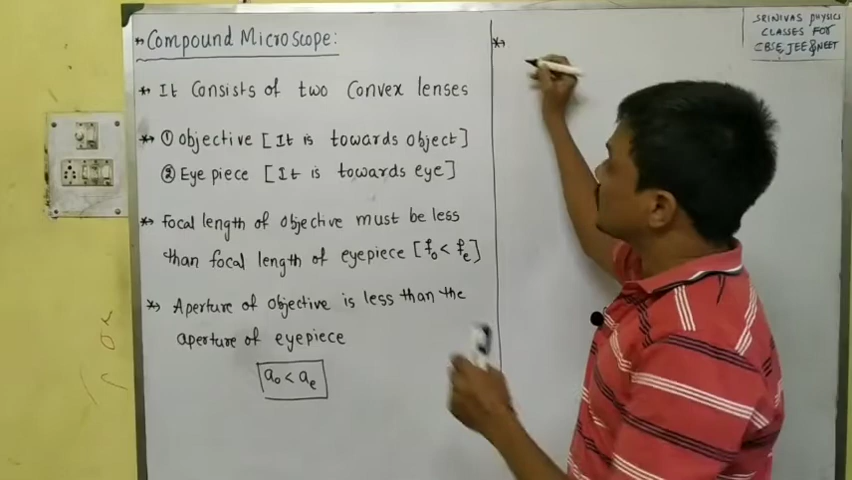 → Compound Microscope:
* It consists of two convex lenses
* ① Objective [It is towards object]
② Eye piece [It is towards eye]
* focal length of objective must be less
than focal length of eyepiece [f₀ < fₑ]
* Aperture of objective is less than the
aperture of eyepiece
a₀ < aₑ
*
SRINIVAS PHYSICS
CLASSES FOR
CBSE, JEE & NEET